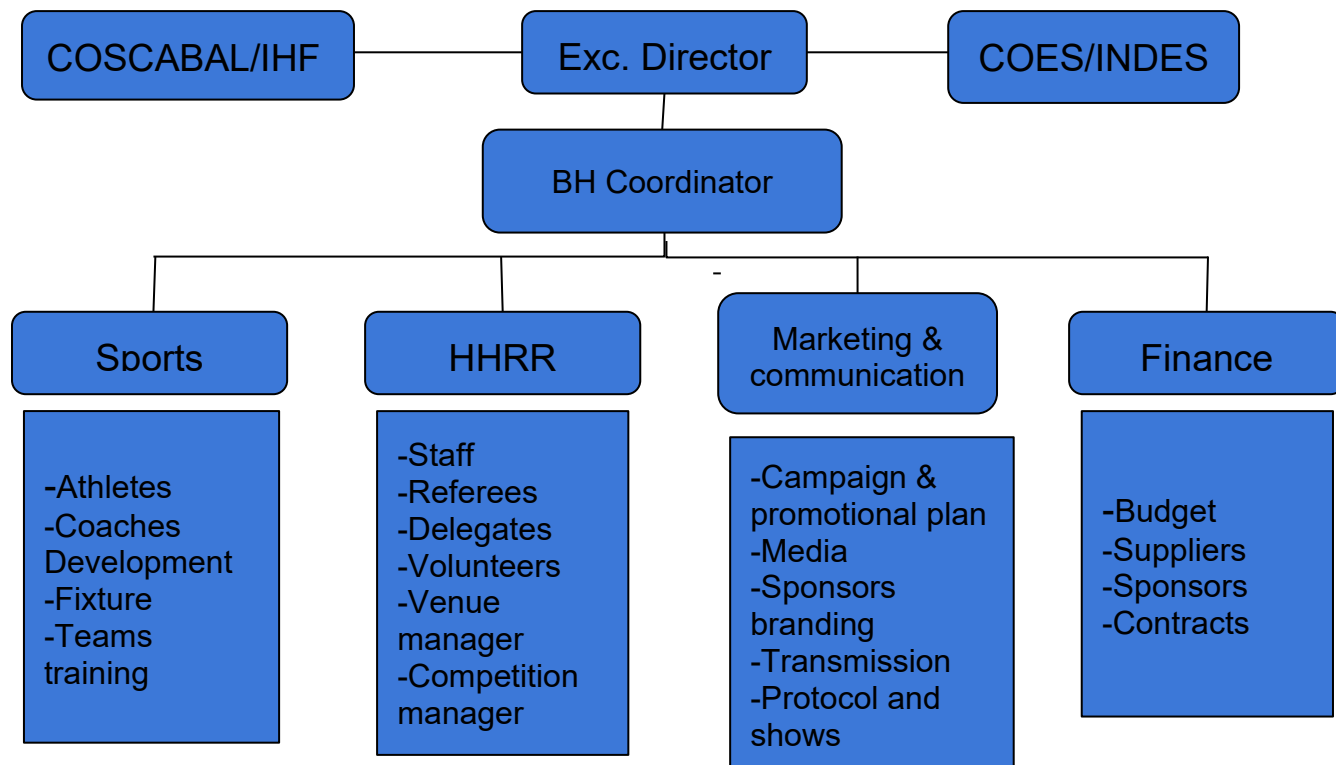 COSCABAL/IHF
Exc. Director
COES/INDES
BH Coordinator
-
Sports
HHRR
Marketing &
communication
Finance
-Athletes
-Coaches
Development
-Fixture
-Teams
training
-Staff
-Referees
-Delegates
-Volunteers
-Venue
manager
-Competition
manager
-Campaign &
promotional plan
-Media
-Sponsors
branding
-Transmission
-Protocol and
shows
-Budget
-Suppliers
-Sponsors
-Contracts